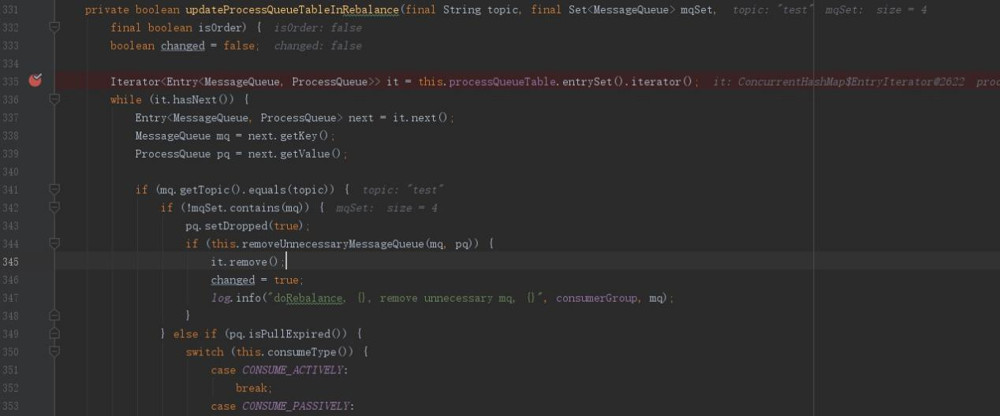 331 private boolean updateProcessQueueTableInRebalance(final String topic, final Set<MessageQueue> mqSet, topic: "test" mqSet: size = 4
332 final boolean isOrder) { isOrder: false
333 boolean changed = false; changed: false
334
335 Iterator<Entry<MessageQueue, ProcessQueue>> it = this.processQueueTable.entrySet().iterator(); it: ConcurrentHashMap$EntryIterator@2622 proc
336 while (it.hasNext()) {
337 Entry<MessageQueue, ProcessQueue> next = it.next();
338 MessageQueue mq = next.getKey();
339 ProcessQueue pq = next.getValue();
340
341 if (mq.getTopic().equals(topic)) { topic: "test"
342 if (!mqSet.contains(mq)) { mqSet: size = 4
343 pq.setDropped(true);
344 if (this.removeUnnecessaryMessageQueue(mq, pq)) {
345 it.remove();
346 changed = true;
347 log.info("doRebalance, {}, remove unnecessary mq, {}", consumerGroup, mq);
348 }
349 } else if (pq.isPullExpired()) {
350 switch (this.consumeType()) {
351 case CONSUME_ACTIVELY:
352 break;
353 case CONSUME_PASSIVELY: